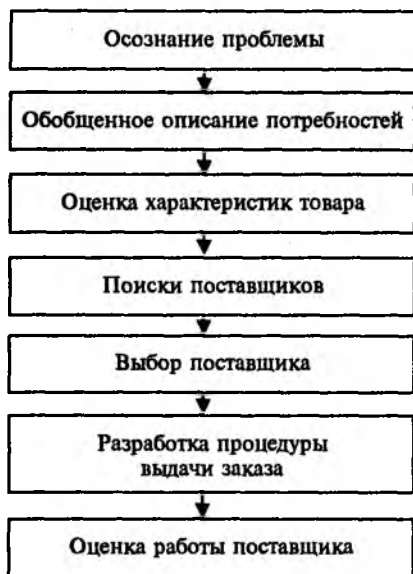 Осознание проблемы
Обобщенное описание потребностей
Оценка характеристик товара
Поиски поставщиков
Выбор поставщика
Разработка процедуры
выдачи заказа
Оценка работы поставщика